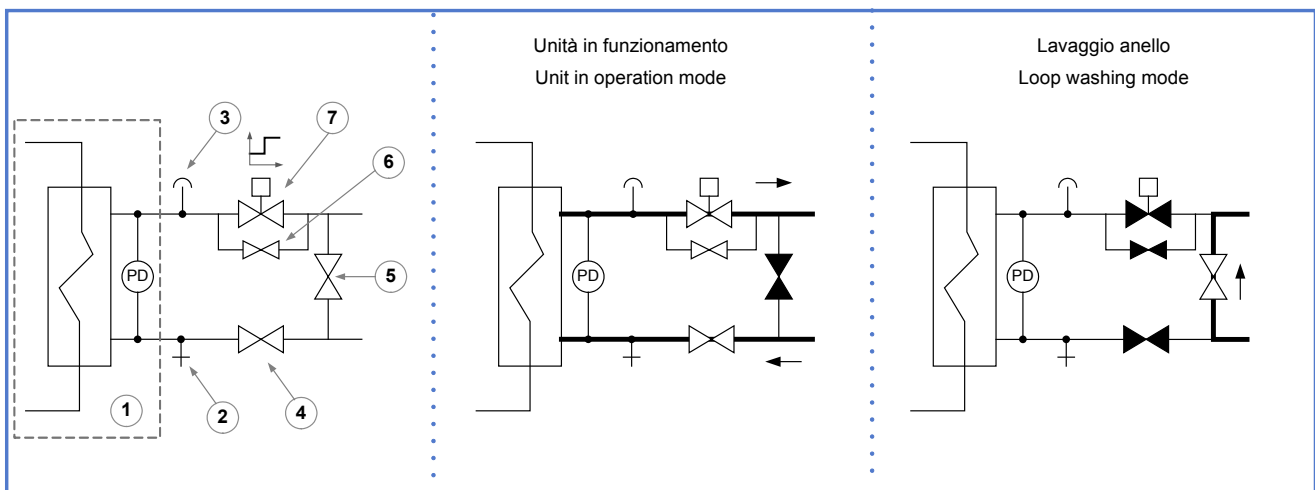 Unità in funzionamento
Unit in operation mode
Lavaggio anello
Loop washing mode
3
7
6
PD
5
1
2
4
PD
PD